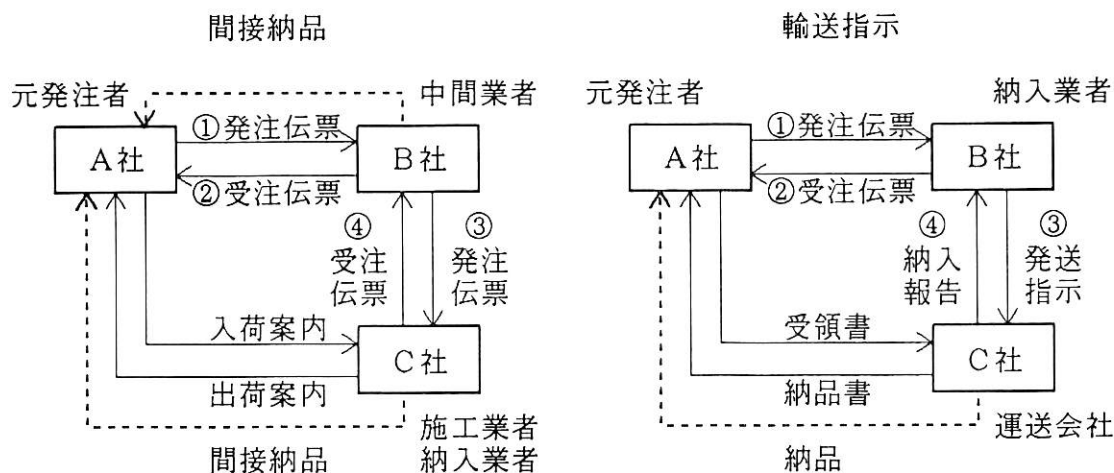 間接納品
元発注者
中間業者
A社
①発注伝票
B社
②受注伝票
④
受注
伝票
③
発注
伝票
入荷案内
C社
出荷案内
施工業者
間接納品
納入業者
輸送指示
元発注者
納入業者
A社
①発注伝票
B社
②受注伝票
④
納入
報告
③
発送
指示
受領書
C社
納品書
運送会社
納品